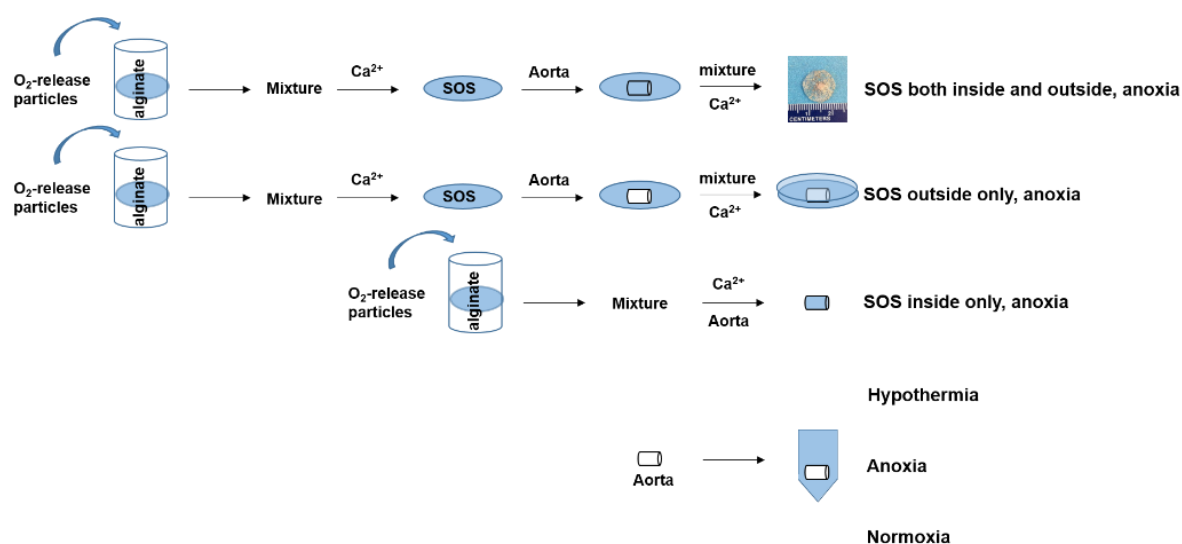 O₂-release
particles
alginate
Mixture
Ca²⁺
SOS
Aorta
mixture
Ca²⁺
CENTIMETERS
SOS both inside and outside, anoxia
O₂-release
particles
alginate
Mixture
Ca²⁺
SOS
Aorta
mixture
Ca²⁺
SOS outside only, anoxia
O₂-release
particles
alginate
Mixture
Ca²⁺
Aorta
SOS inside only, anoxia
Hypothermia
Aorta
Anoxia
Normoxia